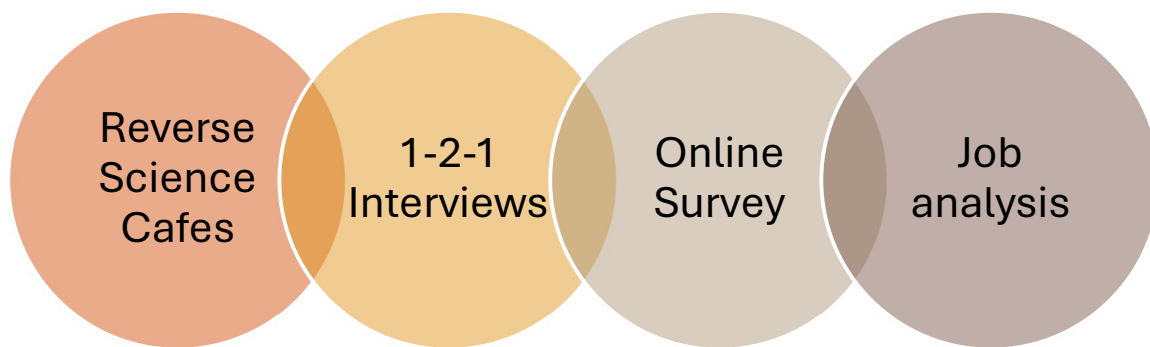 Reverse
Science
Cafes
1-2-1
Interviews
Online
Survey
Job
analysis